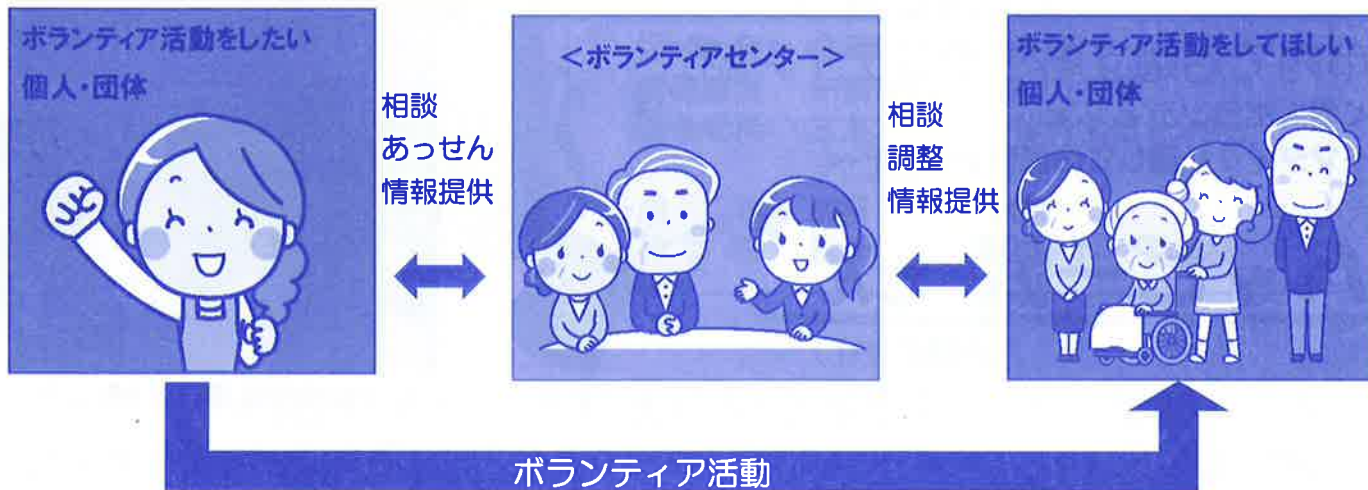 ボランティア活動をしたい
個人・団体
相談
あっせん
情報提供
＜ボランティアセンター＞
相談
調整
情報提供
ボランティア活動をしてほしい
個人・団体
ボランティア活動